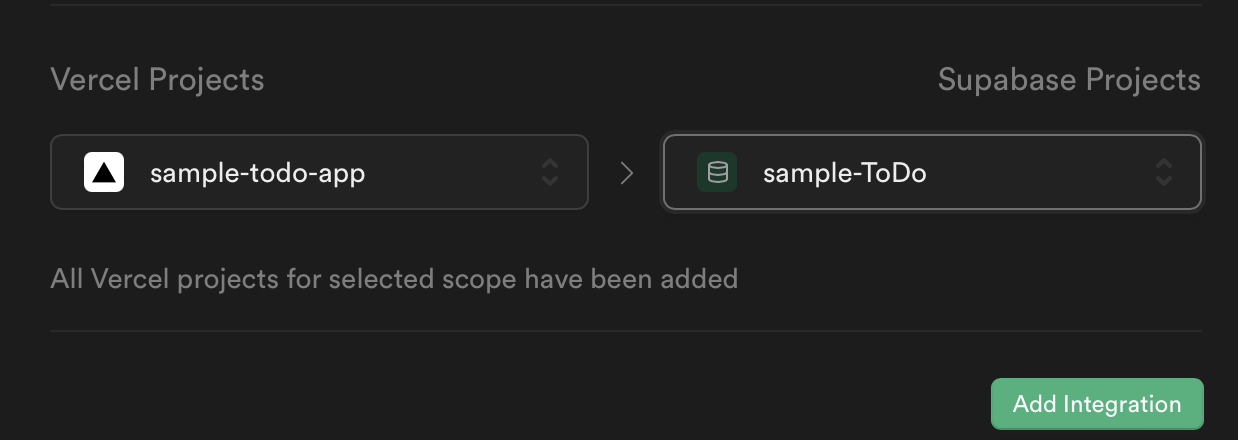 Vercel Projects
Supabase Projects
sample-todo-app
sample-ToDo
All Vercel projects for selected scope have been added
Add Integration